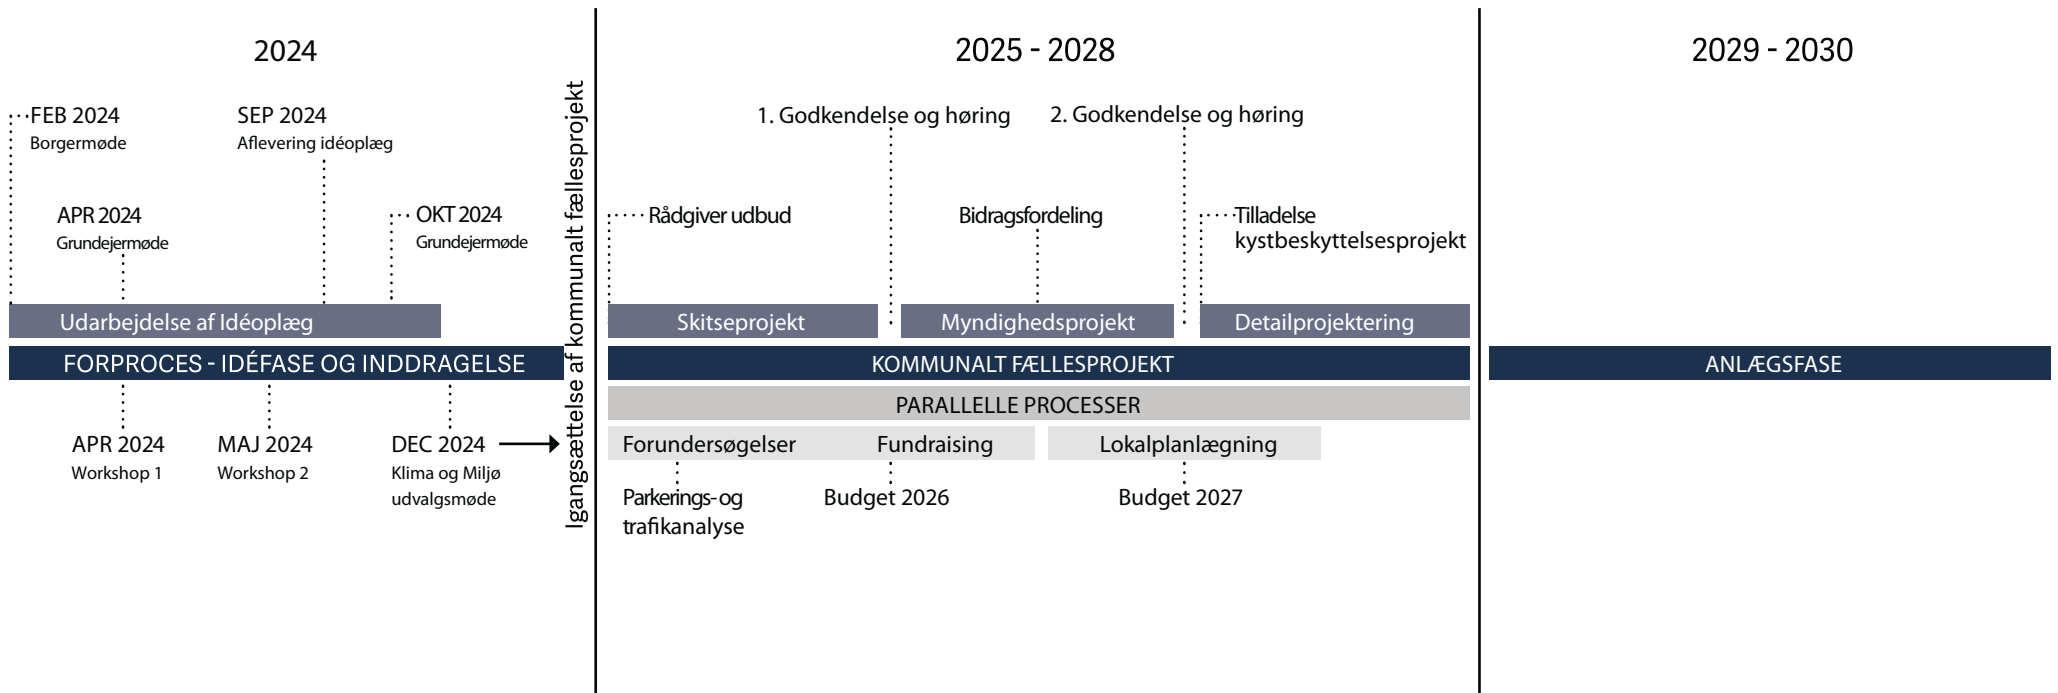 2024
FEB 2024
Borgermøde
SEP 2024
Aflevering idéoplæg
APR 2024
Grundejermøde
OKT 2024
Grundejermøde
Udarbejdelse af Idéoplæg
FORPROCES - IDÉFASE OG INDDRAGELSE
APR 2024
Workshop 1
MAJ 2024
Workshop 2
DEC 2024
Klima og Miljø
udvalgsmøde
Igangsættelse af kommunalt fællesprojekt
2025 - 2028
1. Godkendelse og høring
2. Godkendelse og høring
Rådgiver udbud
Bidragsfordeling
Tilladelse
kystbeskyttelsesprojekt
Skitseprojekt
Myndighedsprojekt
Detailprojektering
KOMMUNALT FÆLLESPROJEKT
PARALLELLE PROCESSER
Forundersøgelser
Fundraising
Lokalplanlægning
Parkerings- og
trafikanalyse
Budget 2026
Budget 2027
2029 - 2030
ANLÆGSFASE